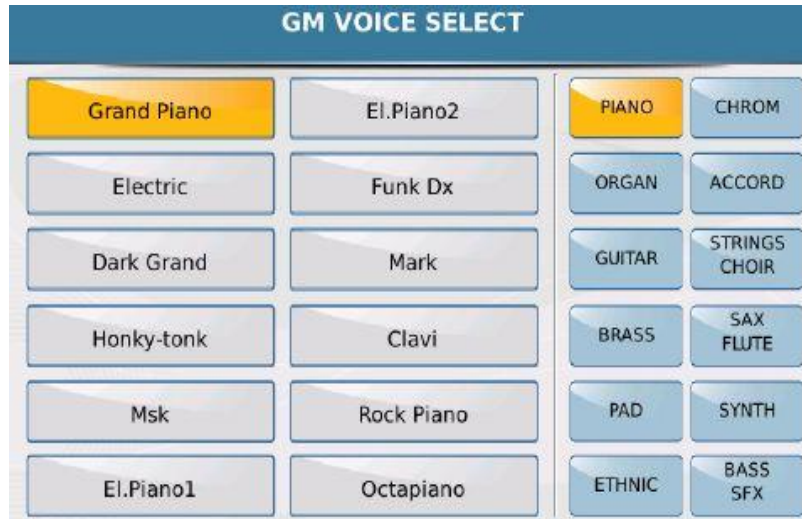 GM VOICE SELECT
Grand Piano
El.Piano2
PIANO
CHROM
Electric
Funk Dx
ORGAN
ACCORD
Dark Grand
Mark
GUITAR
STRINGS
CHOIR
Honky-tonk
Clavi
BRASS
SAX
FLUTE
Msk
Rock Piano
PAD
SYNTH
El.Piano1
Octapiano
ETHNIC
BASS
SFX